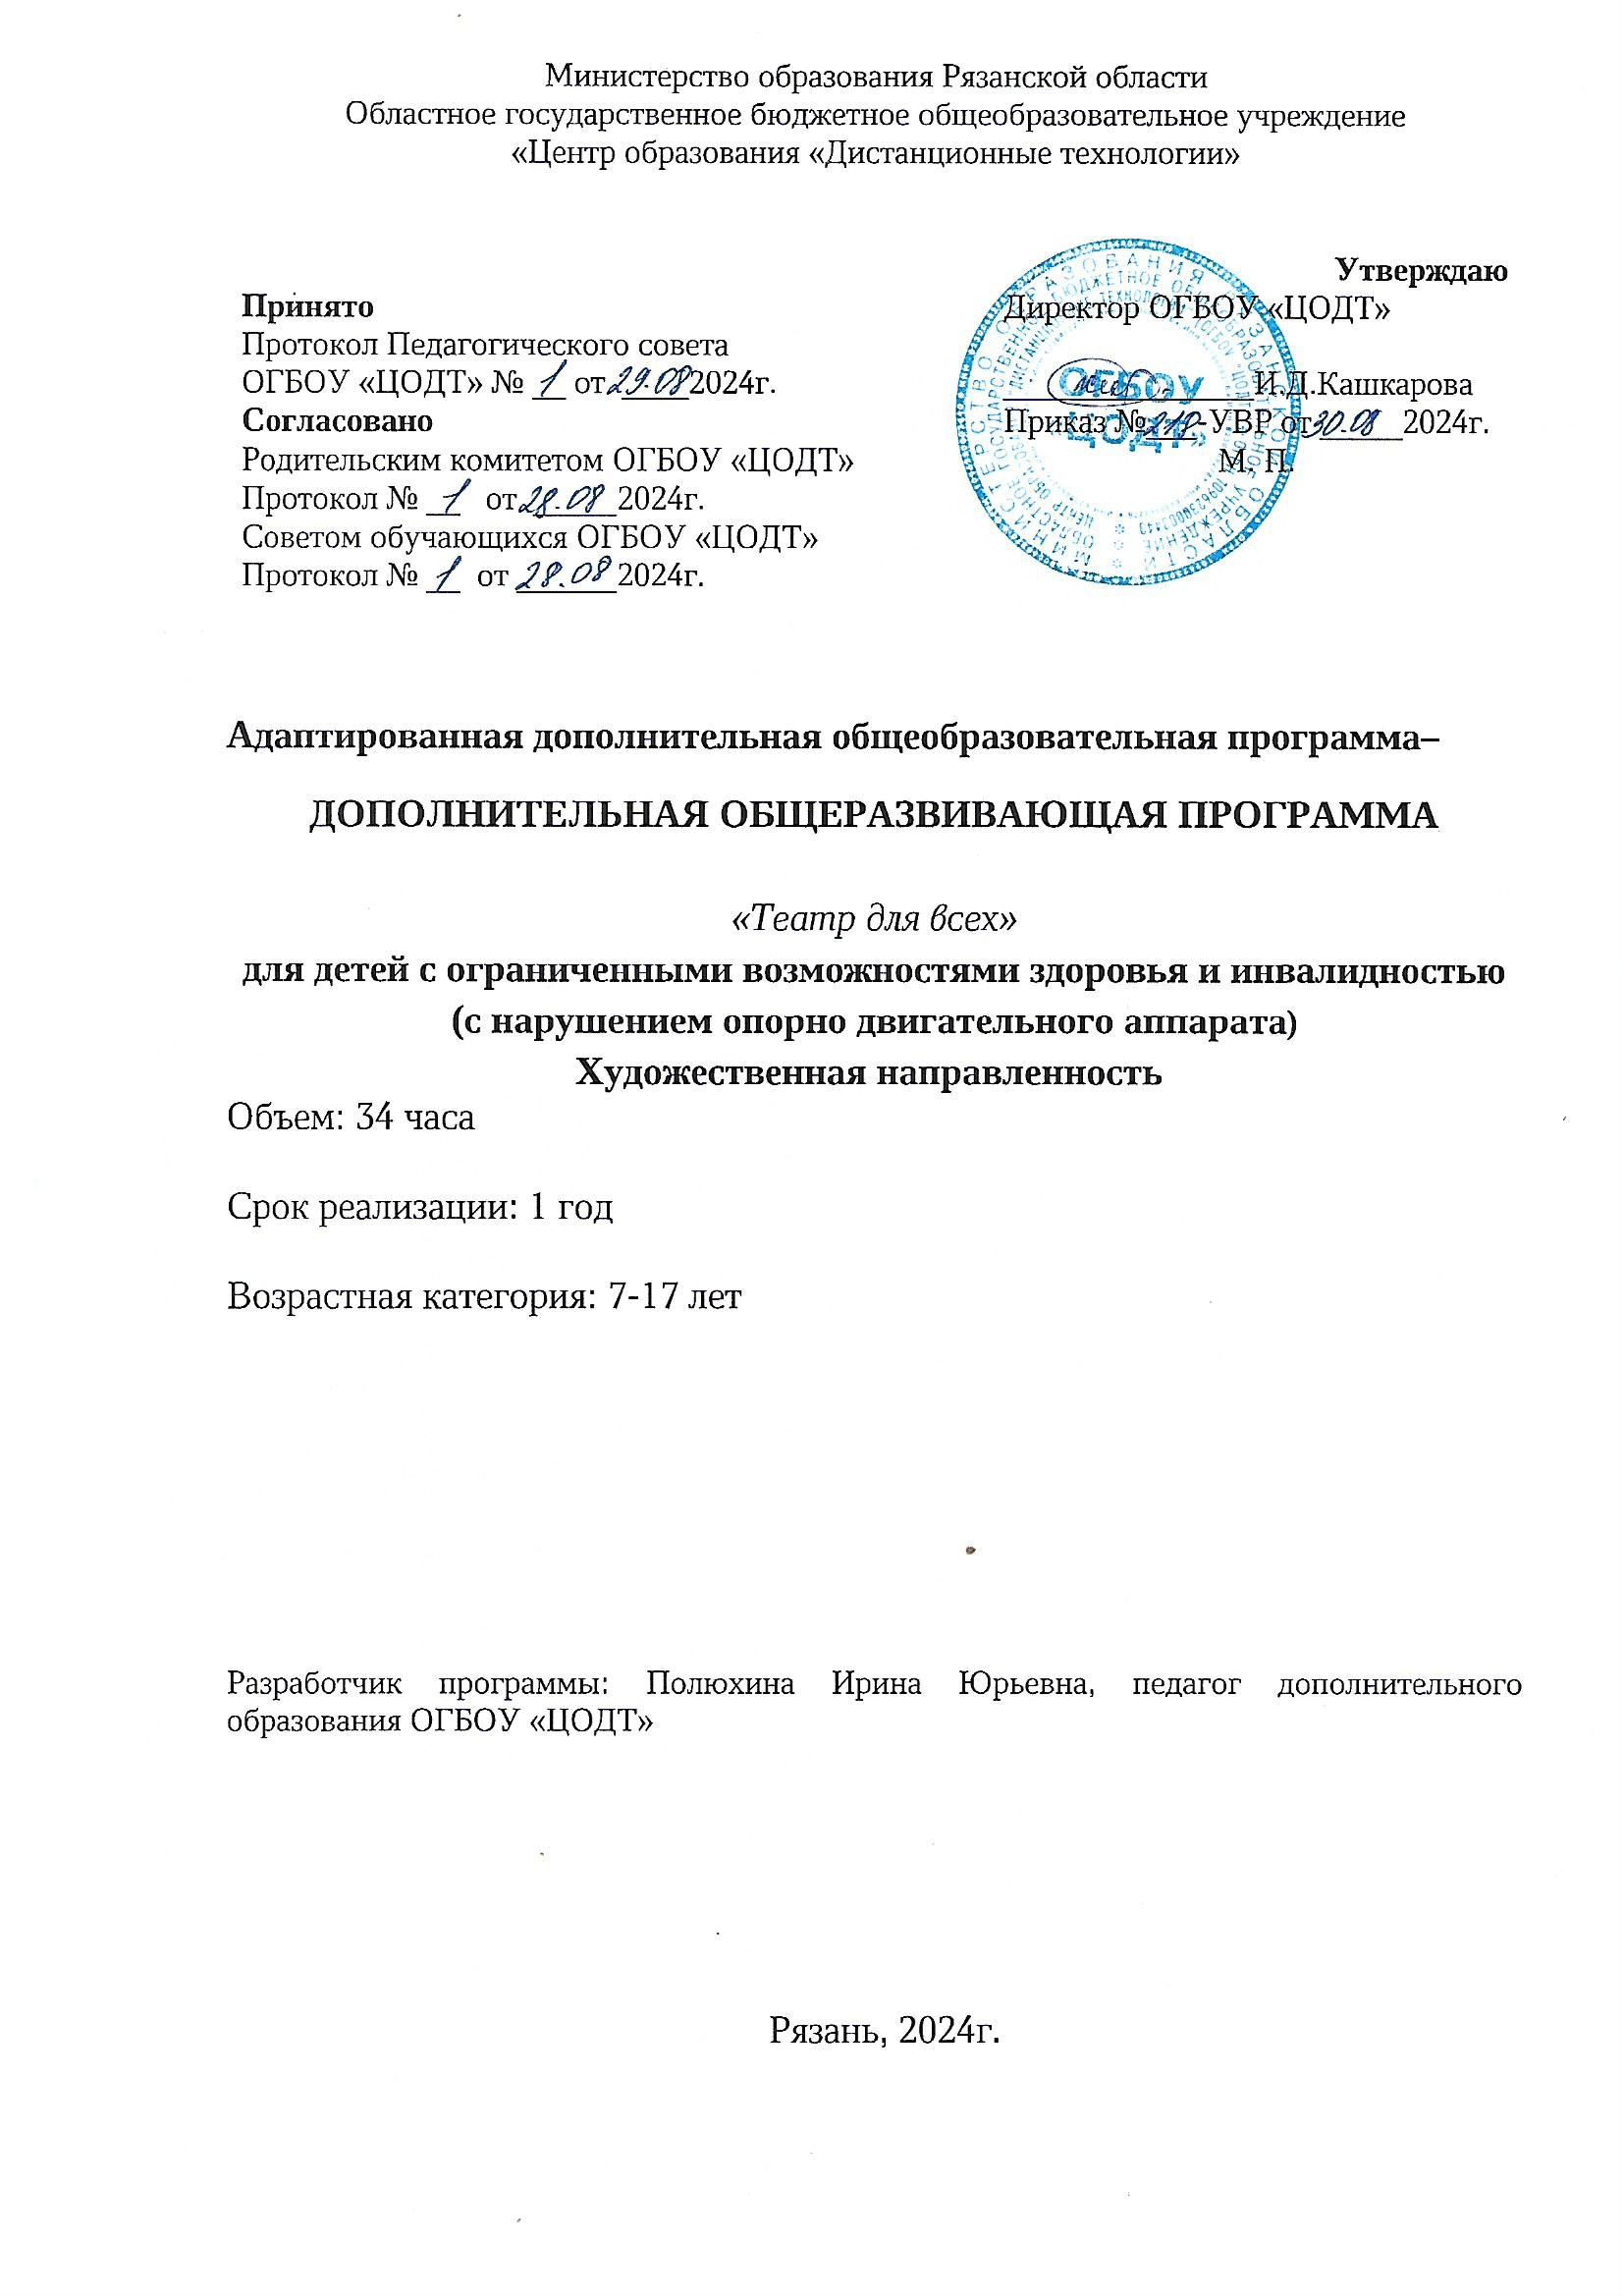 Министерство образования Рязанской области
Областное государственное бюджетное общеобразовательное учреждение
«Центр образования «Дистанционные технологии»
Принято
Протокол Педагогического совета
ОГБОУ «ЦОДТ» № 1 от 29.08 2024г.
Согласовано
Родительским комитетом ОГБОУ «ЦОДТ»
Протокол № 1 от 28.08 2024г.
Советом обучающихся ОГБОУ «ЦОДТ»
Протокол № 1 от 28.08 2024г.
Утверждаю
Директор ОГБОУ «ЦОДТ»
И.Д.Кашкарова
Приказ № 218-УВР от 30.08 2024г.
М. П.
ОГБОУ
ЦОДТ»
Адаптированная дополнительная общеобразовательная программа–
ДОПОЛНИТЕЛЬНАЯ ОБЩЕРАЗВИВАЮЩАЯ ПРОГРАММА
«Театр для всех»
для детей с ограниченными возможностями здоровья и инвалидностью
(с нарушением опорно двигательного аппарата)
Художественная направленность
Объем: 34 часа
Срок реализации: 1 год
Возрастная категория: 7-17 лет
Разработчик программы: Полюхина Ирина Юрьевна, педагог дополнительного
образования ОГБОУ «ЦОДТ»
Рязань, 2024г.